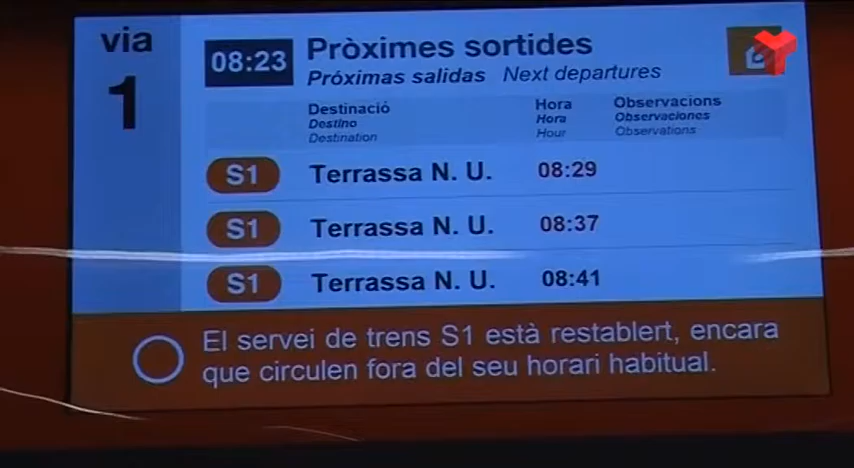 via
1
08:23
Pròximes sortides
Próximas salidas Next departures
Destinació Hora Observacions
Destino Hora Observaciones
Destination Hour Observations
S1 Terrassa N. U. 08:29
S1 Terrassa N. U. 08:37
S1 Terrassa N. U. 08:41
El servei de trens S1 està restablert, encara
que circulen fora del seu horari habitual.